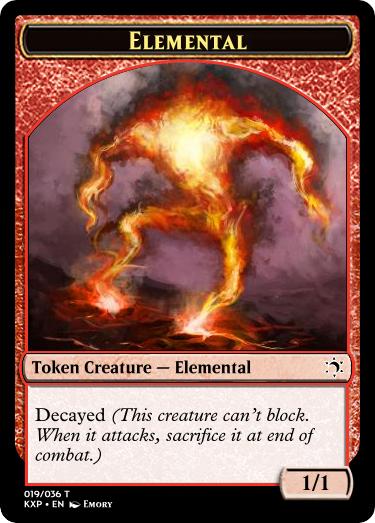 ELEMENTAL
Token Creature — Elemental
Decayed (This creature can't block.
When it attacks, sacrifice it at end of
combat.)
1/1
019/036 T
KXP • EN Emory